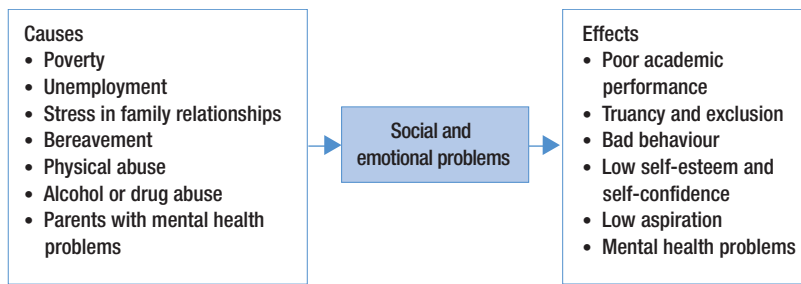 Causes
• Poverty
• Unemployment
• Stress in family relationships
• Bereavement
• Physical abuse
• Alcohol or drug abuse
• Parents with mental health
problems
Social and
emotional problems
Effects
• Poor academic
performance
• Truancy and exclusion
• Bad behaviour
• Low self-esteem and
self-confidence
• Low aspiration
• Mental health problems